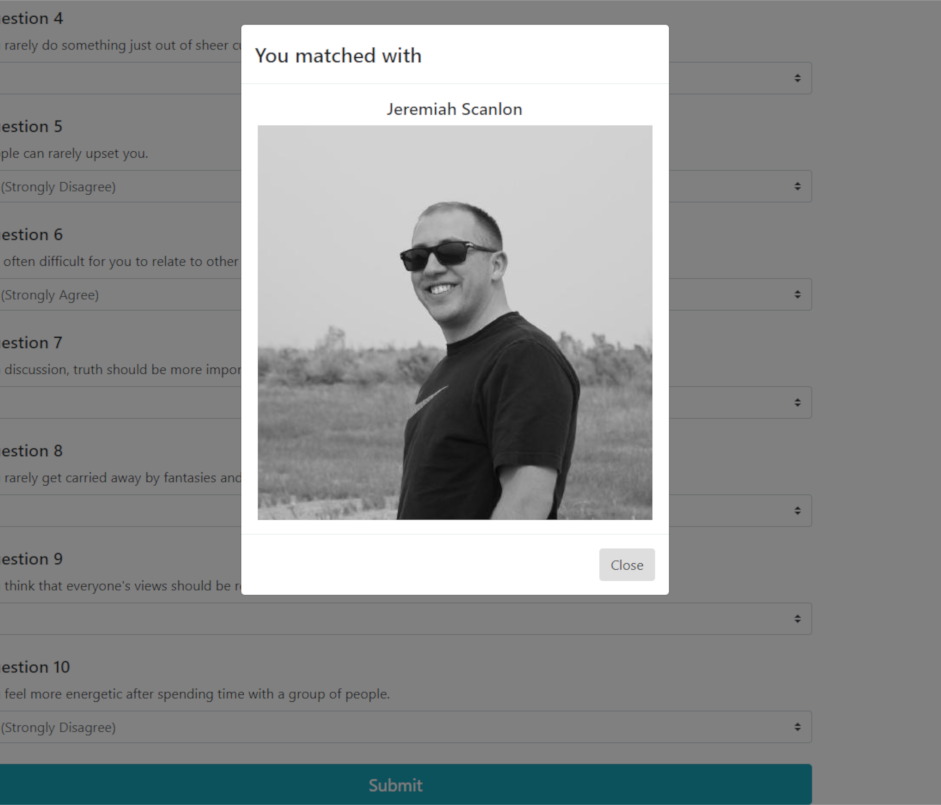 estion 4
rarely do something just out of sheer
You matched with
Jeremiah Scanlon
estion 5
ple can rarely upset you.
(Strongly Disagree)
estion 6
often difficult for you to relate to other
(Strongly Agree)
estion 7
discussion, truth should be more impor
estion 8
rarely get carried away by fantasies and
estion 9
think that everyone's views should be
Close
estion 10
feel more energetic after spending time with a group of people.
(Strongly Disagree)
Submit